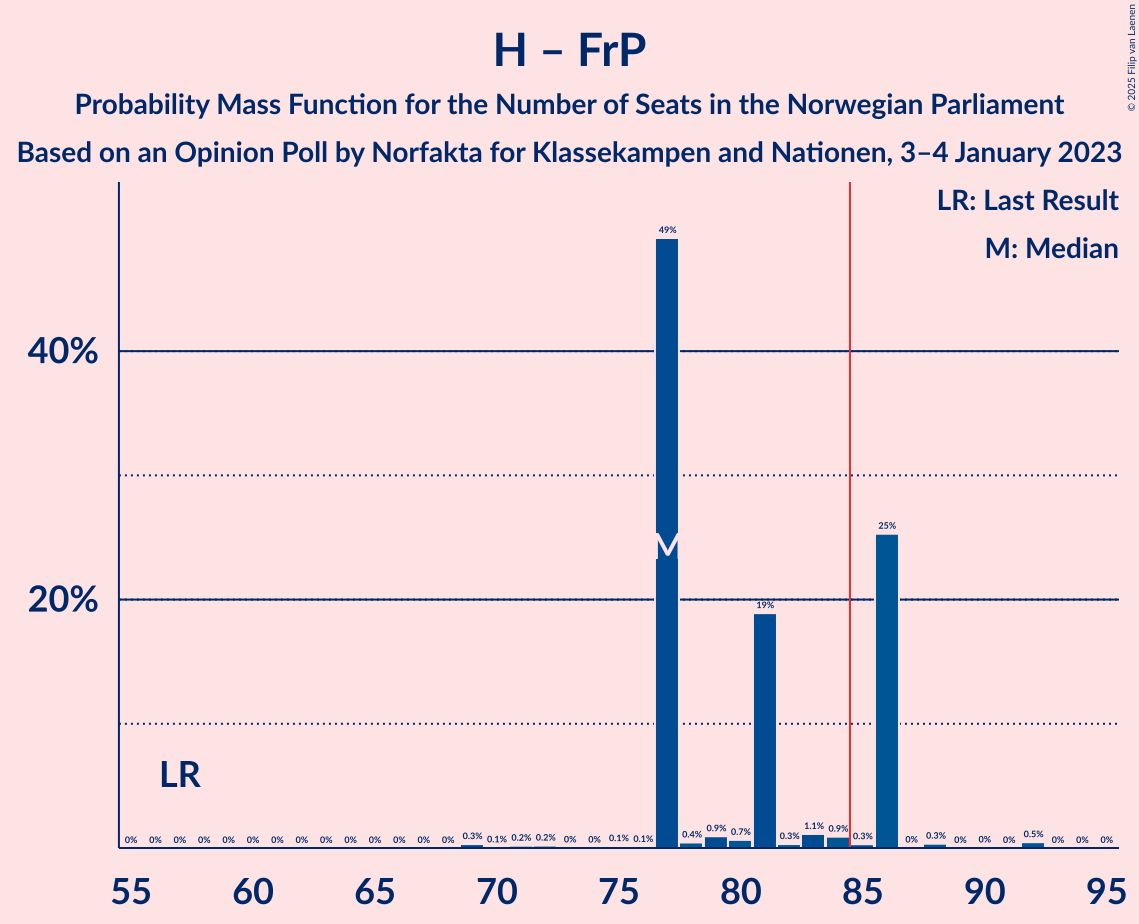 H – FrP
Probability Mass Function for the Number of Seats in the Norwegian Parliament
Based on an Opinion Poll by Norfakta for Klassekampen and Nationen, 3–4 January 2023
© 2025 Filip van Laenen
LR: Last Result
M: Median
49%
40%
25%
M
20%
19%
LR
0% 0% 0% 0% 0% 0% 0% 0% 0% 0% 0% 0% 0% 0% 0.3% 0.1% 0.2% 0.2% 0% 0% 0.1% 0.1% 0.4% 0.9% 0.7% 0.3% 1.1% 0.9% 0.3% 0% 0.3% 0% 0% 0% 0.5% 0% 0% 0%
55 60 65 70 75 80 85 90 95